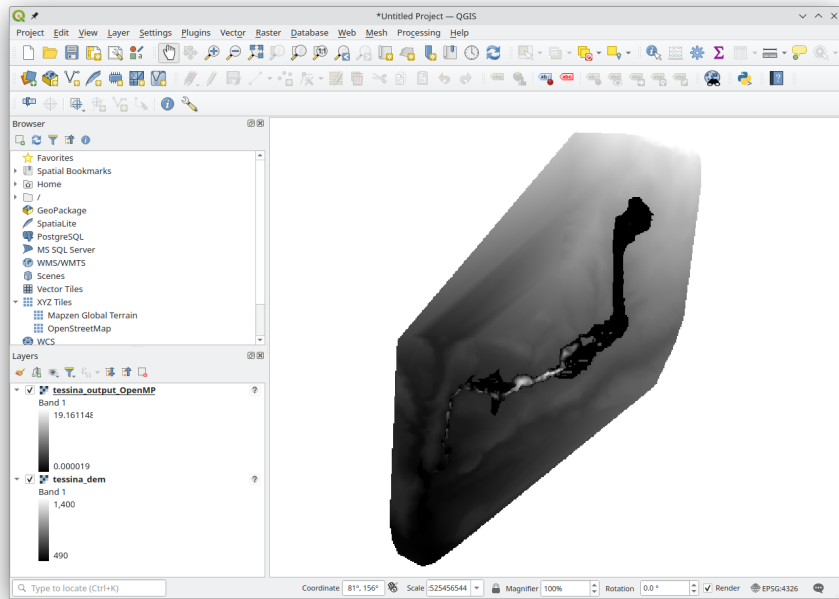 *Untitled Project — QGIS
Project Edit View Layer Settings Plugins Vector Raster Database Web Mesh Processing Help
Browser
Favorites
Spatial Bookmarks
Home
/
GeoPackage
SpatiaLite
PostgreSQL
MS SQL Server
WMS/WMTS
Scenes
Vector Tiles
XYZ Tiles
Mapzen Global Terrain
OpenStreetMap
WCS
Layers
tessina_output_OpenMP ?
Band 1
19.161148
0.000019
tessina_dem ?
Band 1
1,400
490
Type to locate (Ctrl+K) Coordinate 81°, 156° Scale :525456544 Magnifier 100% Rotation 0.0 ° Render EPSG:4326